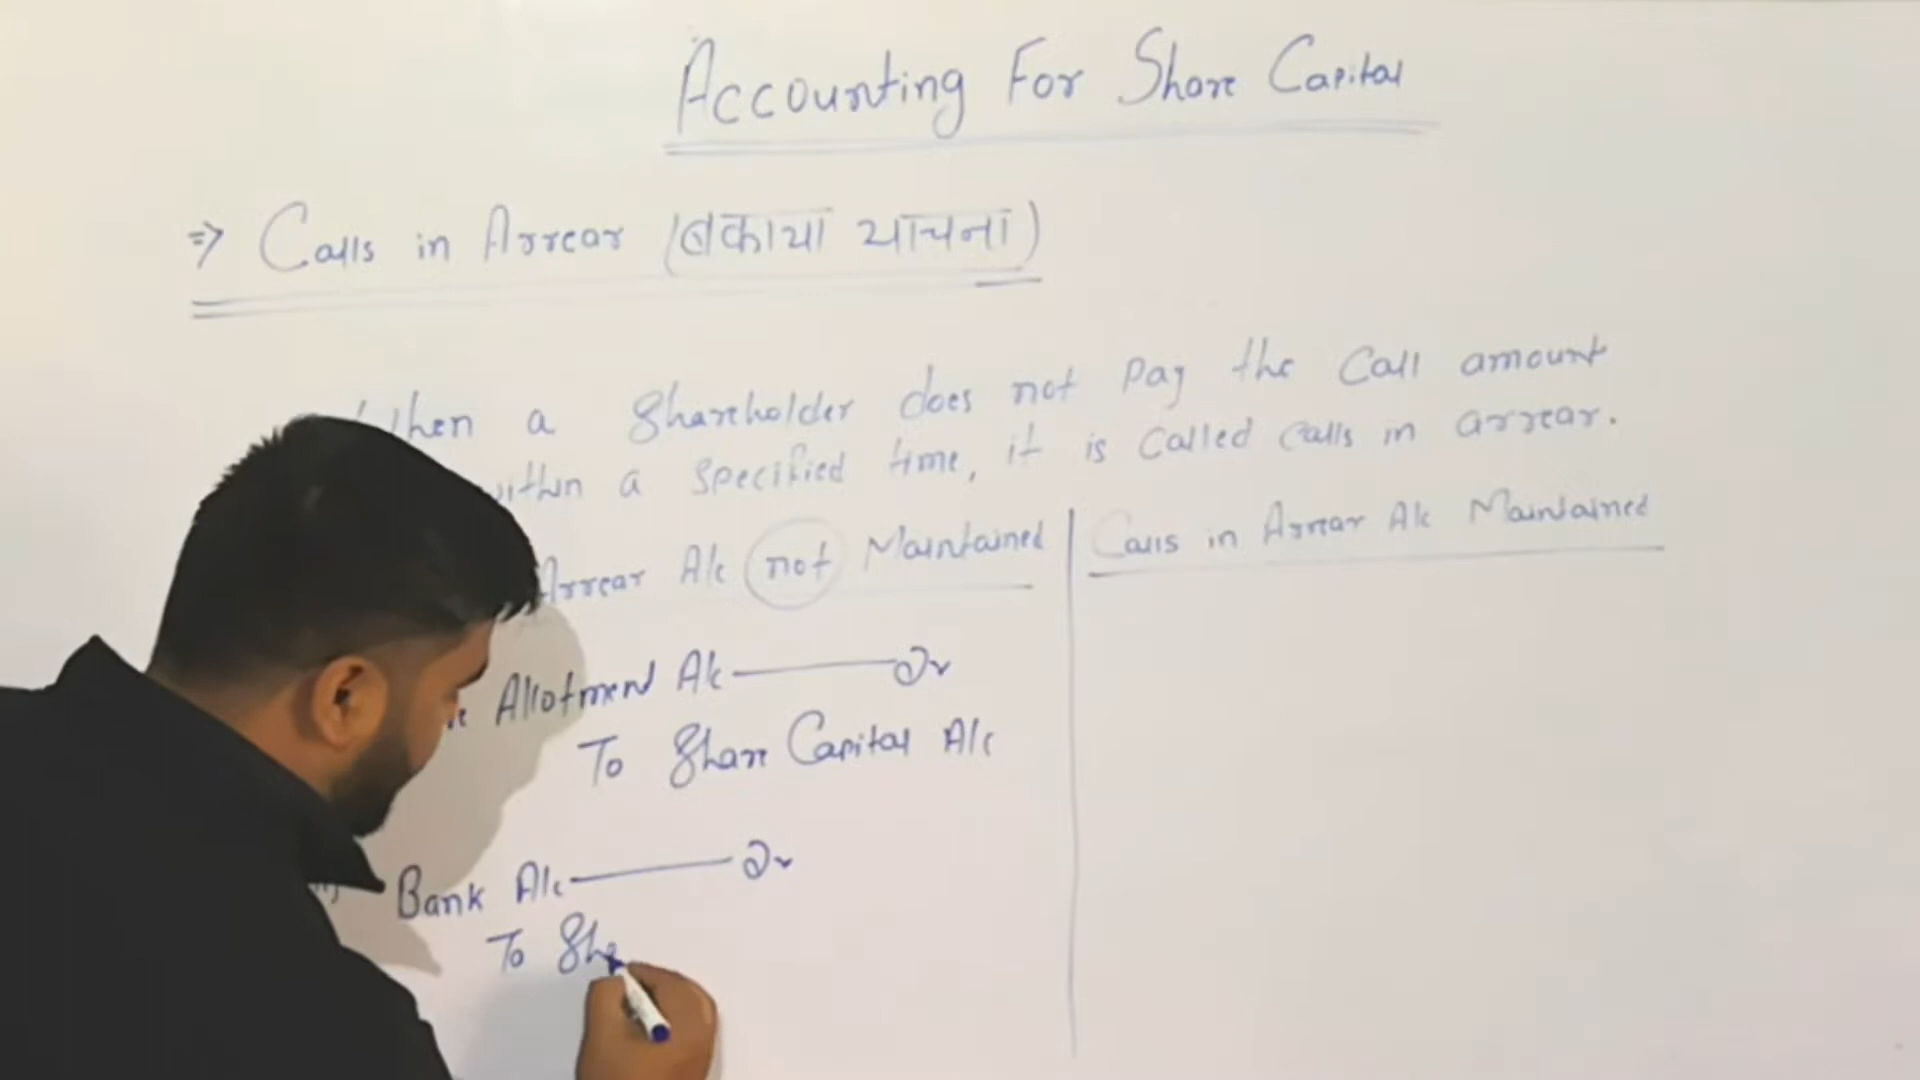 Accounting For Share Capital
⇒ Calls in Arrear (बकाया याचना)
When a Shareholder does not Pay the Call amount
within a Specified time, it is Called Calls in arrear.
Arrear A/c not Maintained
Calls in Arrear A/c Maintained
Allotment A/c Dr
To Share Capital A/c
Bank A/c Dr
To Sha